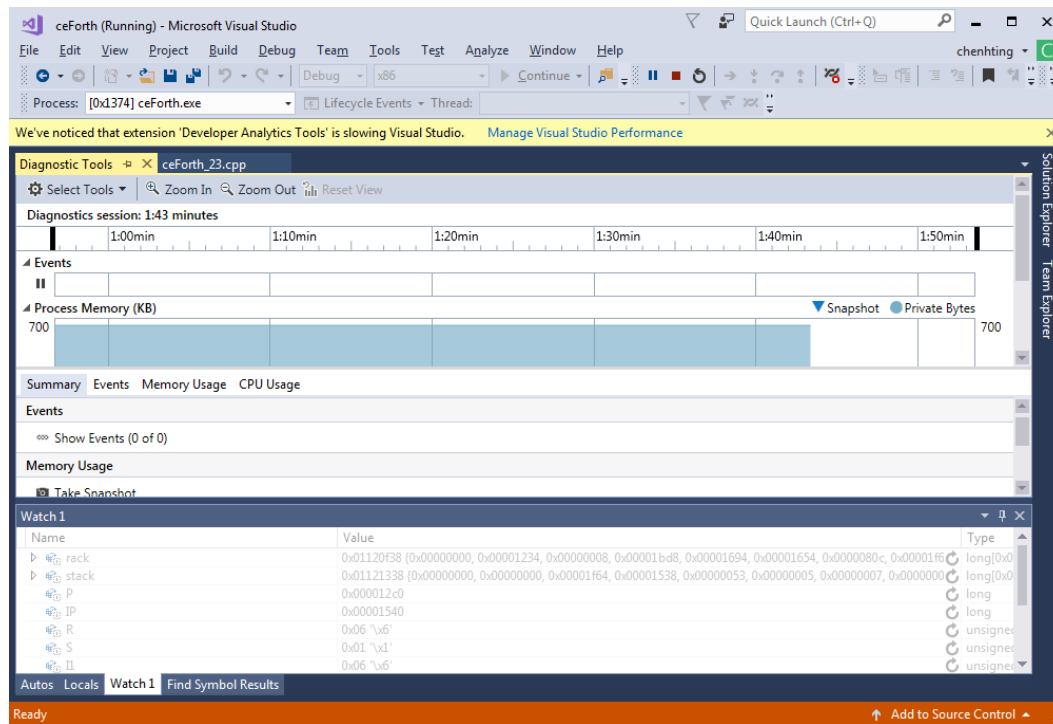 ceForth (Running) - Microsoft Visual Studio
Quick Launch (Ctrl+Q)
File Edit View Project Build Debug Team Tools Test Analyze Window Help
chenhting
C
Debug x86 Continue
Process: [0x1374] ceForth.exe Lifecycle Events Thread:
We've noticed that extension 'Developer Analytics Tools' is slowing Visual Studio. Manage Visual Studio Performance
Diagnostic Tools ceForth_23.cpp
Select Tools Zoom In Zoom Out Reset View
Diagnostics session: 1:43 minutes
1:00min 1:10min 1:20min 1:30min 1:40min 1:50min
Events
Process Memory (KB) Snapshot Private Bytes
700 700
Summary Events Memory Usage CPU Usage
Events
Show Events (0 of 0)
Memory Usage
Take Snapshot
Watch 1
Name Value Type
rack 0x01120f38 {0x00000000, 0x00001234, 0x00000008, 0x00001bd8, 0x00001694, 0x00001654, 0x0000080c, 0x00001f6 long[0x0
stack 0x01121338 {0x00000000, 0x00000000, 0x00001f64, 0x00001538, 0x00000053, 0x00000005, 0x00000007, 0x0000000 long[0x0
P 0x000012c0 long
IP 0x00001540 long
R 0x06 '\x6' unsigned
S 0x01 '\x1' unsigned
I1 0x06 '\x6' unsigned
Autos Locals Watch 1 Find Symbol Results
Ready Add to Source Control
Solution Explorer
Team Explorer